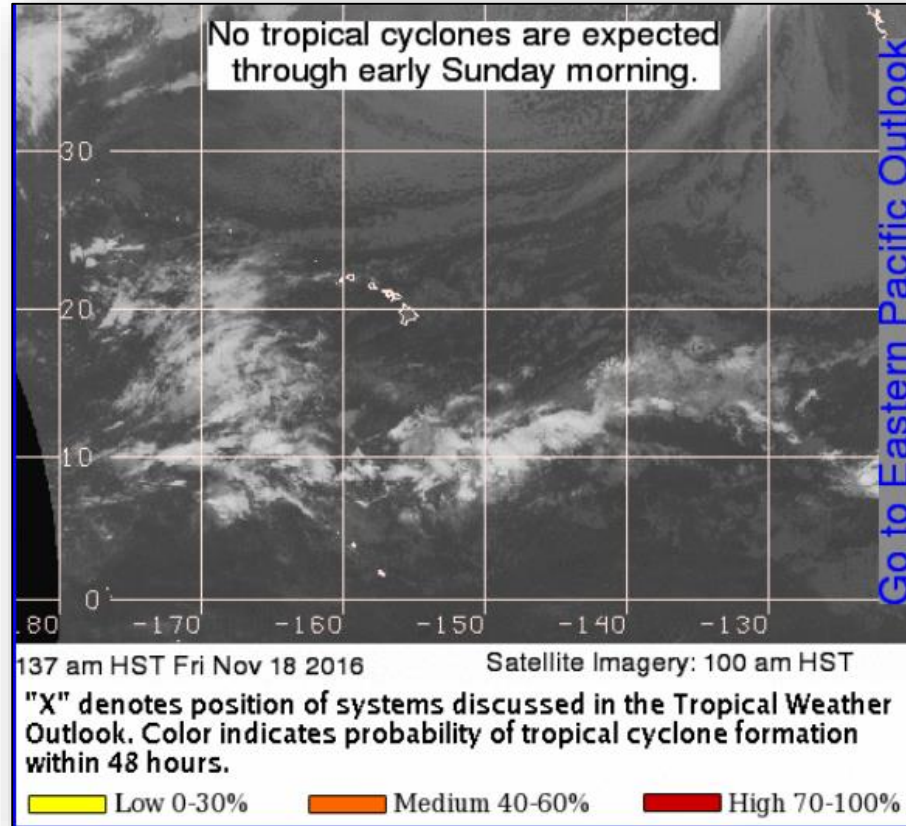 No tropical cyclones are expected
through early Sunday morning.
Go to Eastern Pacific Outlook
30
20
10
0
.80 -170 -160 -150 -140 -130
137 am HST Fri Nov 18 2016 Satellite Imagery: 100 am HST
"X" denotes position of systems discussed in the Tropical Weather
Outlook. Color indicates probability of tropical cyclone formation
within 48 hours.
Low 0-30% Medium 40-60% High 70-100%